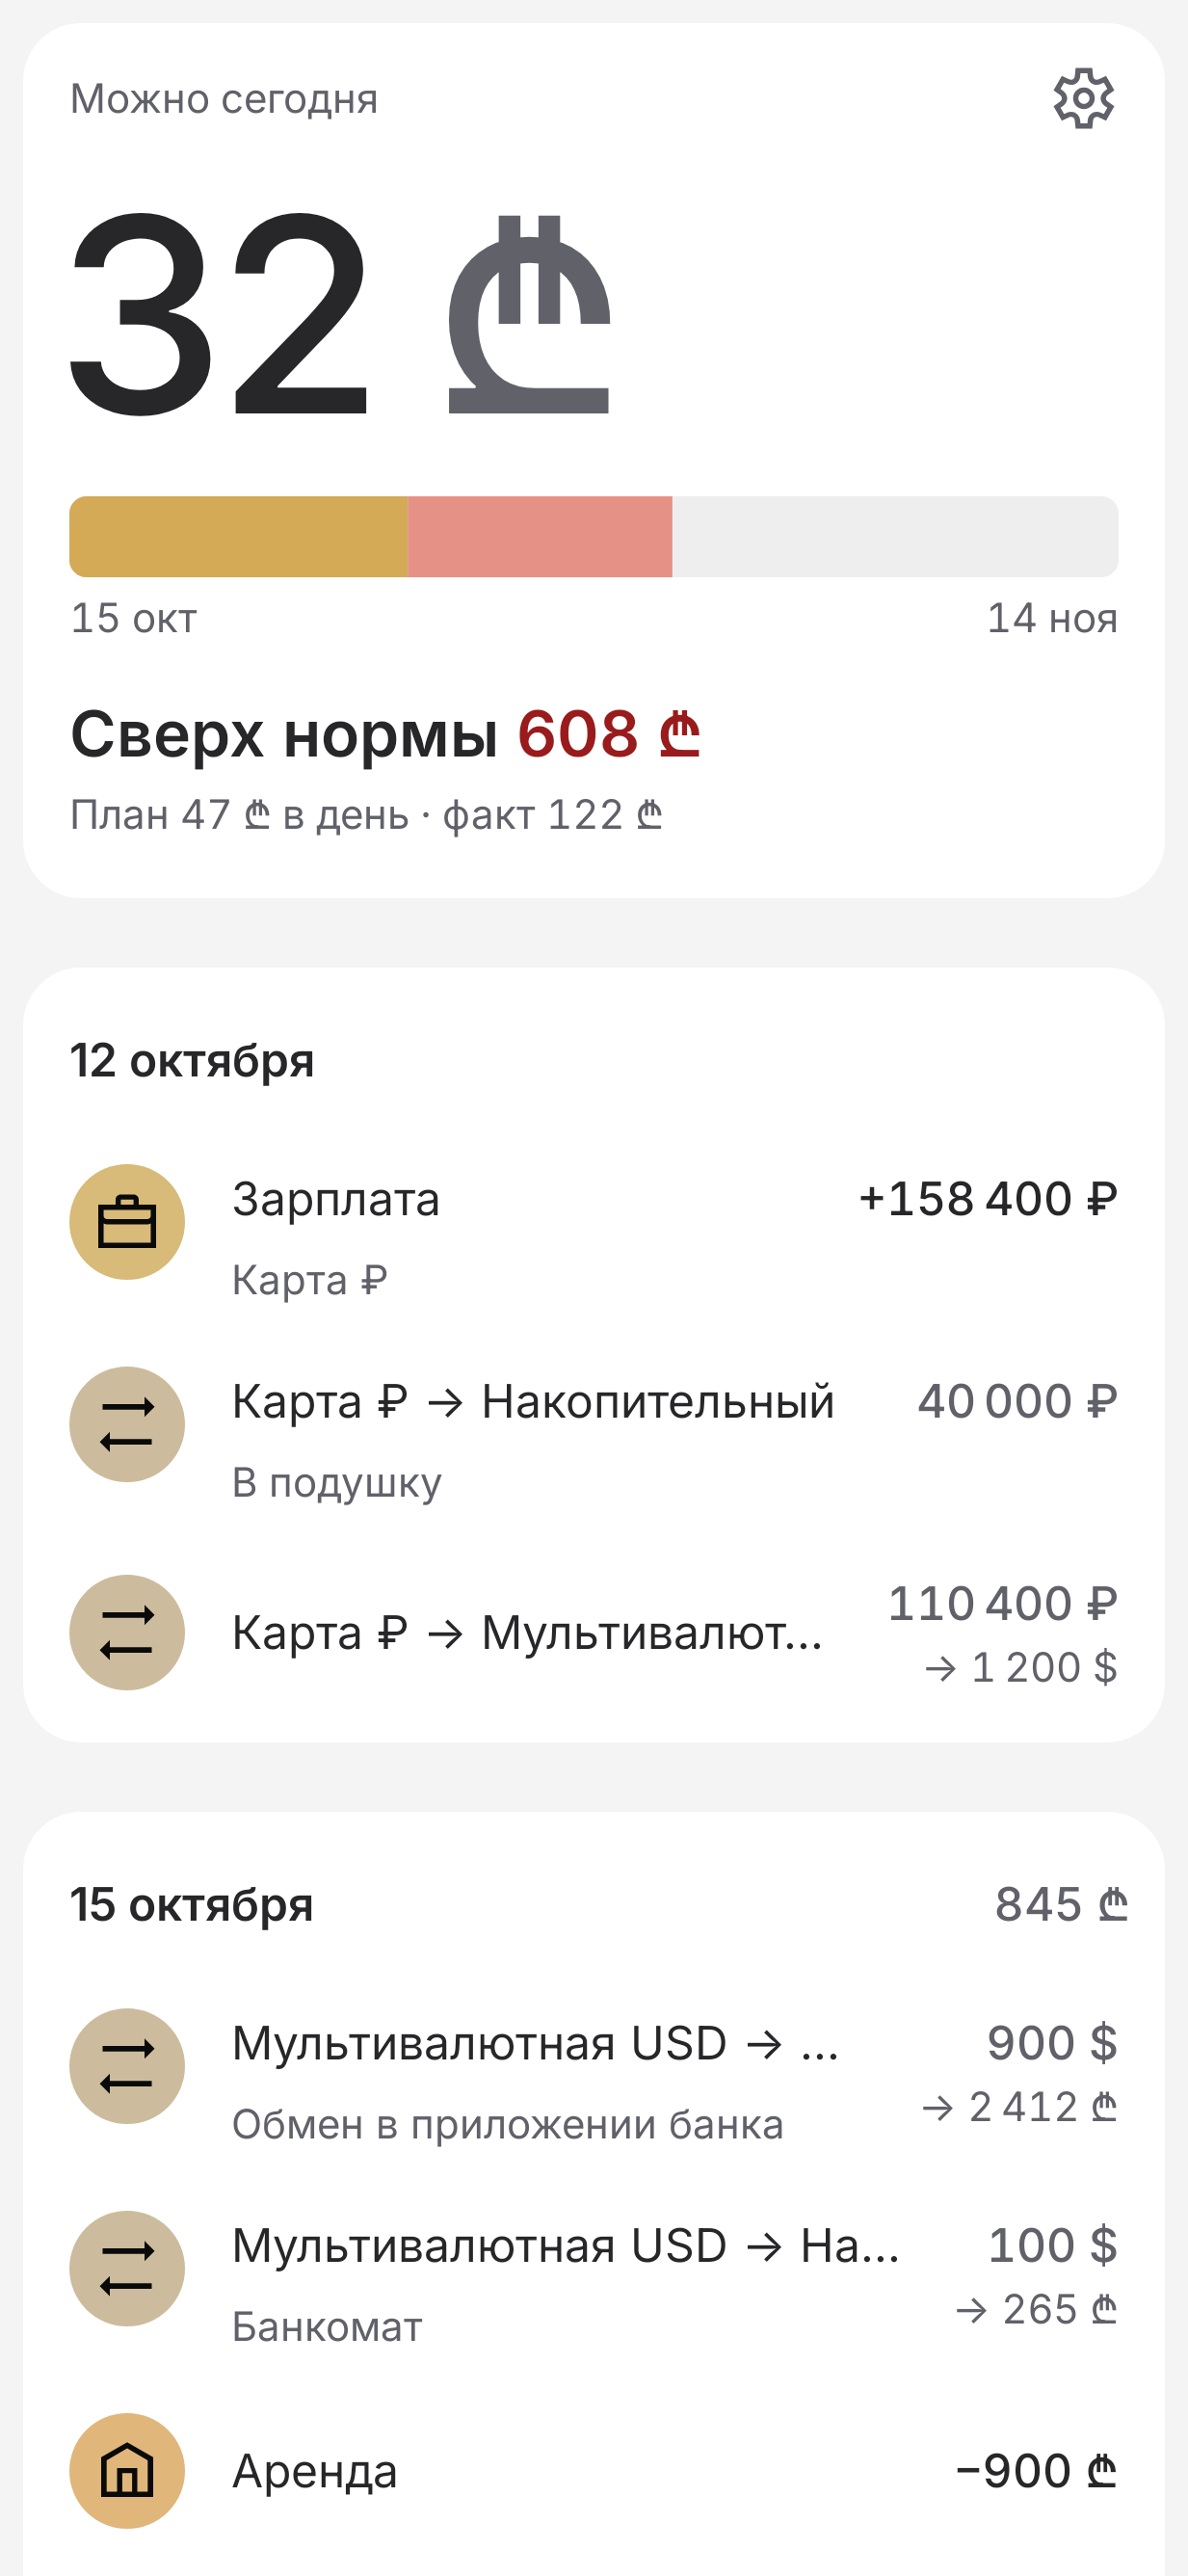 Можно сегодня
32 ₾
15 окт 14 ноя
Сверх нормы 608 ₾
План 47 ₾ в день · факт 122 ₾
12 октября
Зарплата +158 400 ₽
Карта ₽
Карта ₽ → Накопительный 40 000 ₽
В подушку
Карта ₽ → Мультивалют... 110 400 ₽
→ 1 200 $
15 октября 845 ₾
Мультивалютная USD → ... 900 $
Обмен в приложении банка → 2 412 ₾
Мультивалютная USD → На... 100 $
Банкомат → 265 ₾
Аренда −900 ₾